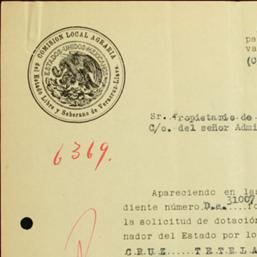 COMISION LOCAL AGRARIA
del Estado Libre y Soberano de Veracruz-Llave.
ESTADOS UNIDOS MEXICANOS
pa
va
(C
Sr. Propietario de
C/o. del señor Admi
6369.
Apareciendo en la
31007
diente número D.a.
la solicitud de dotación
nador del Estado por lo
CRUZ TETELA